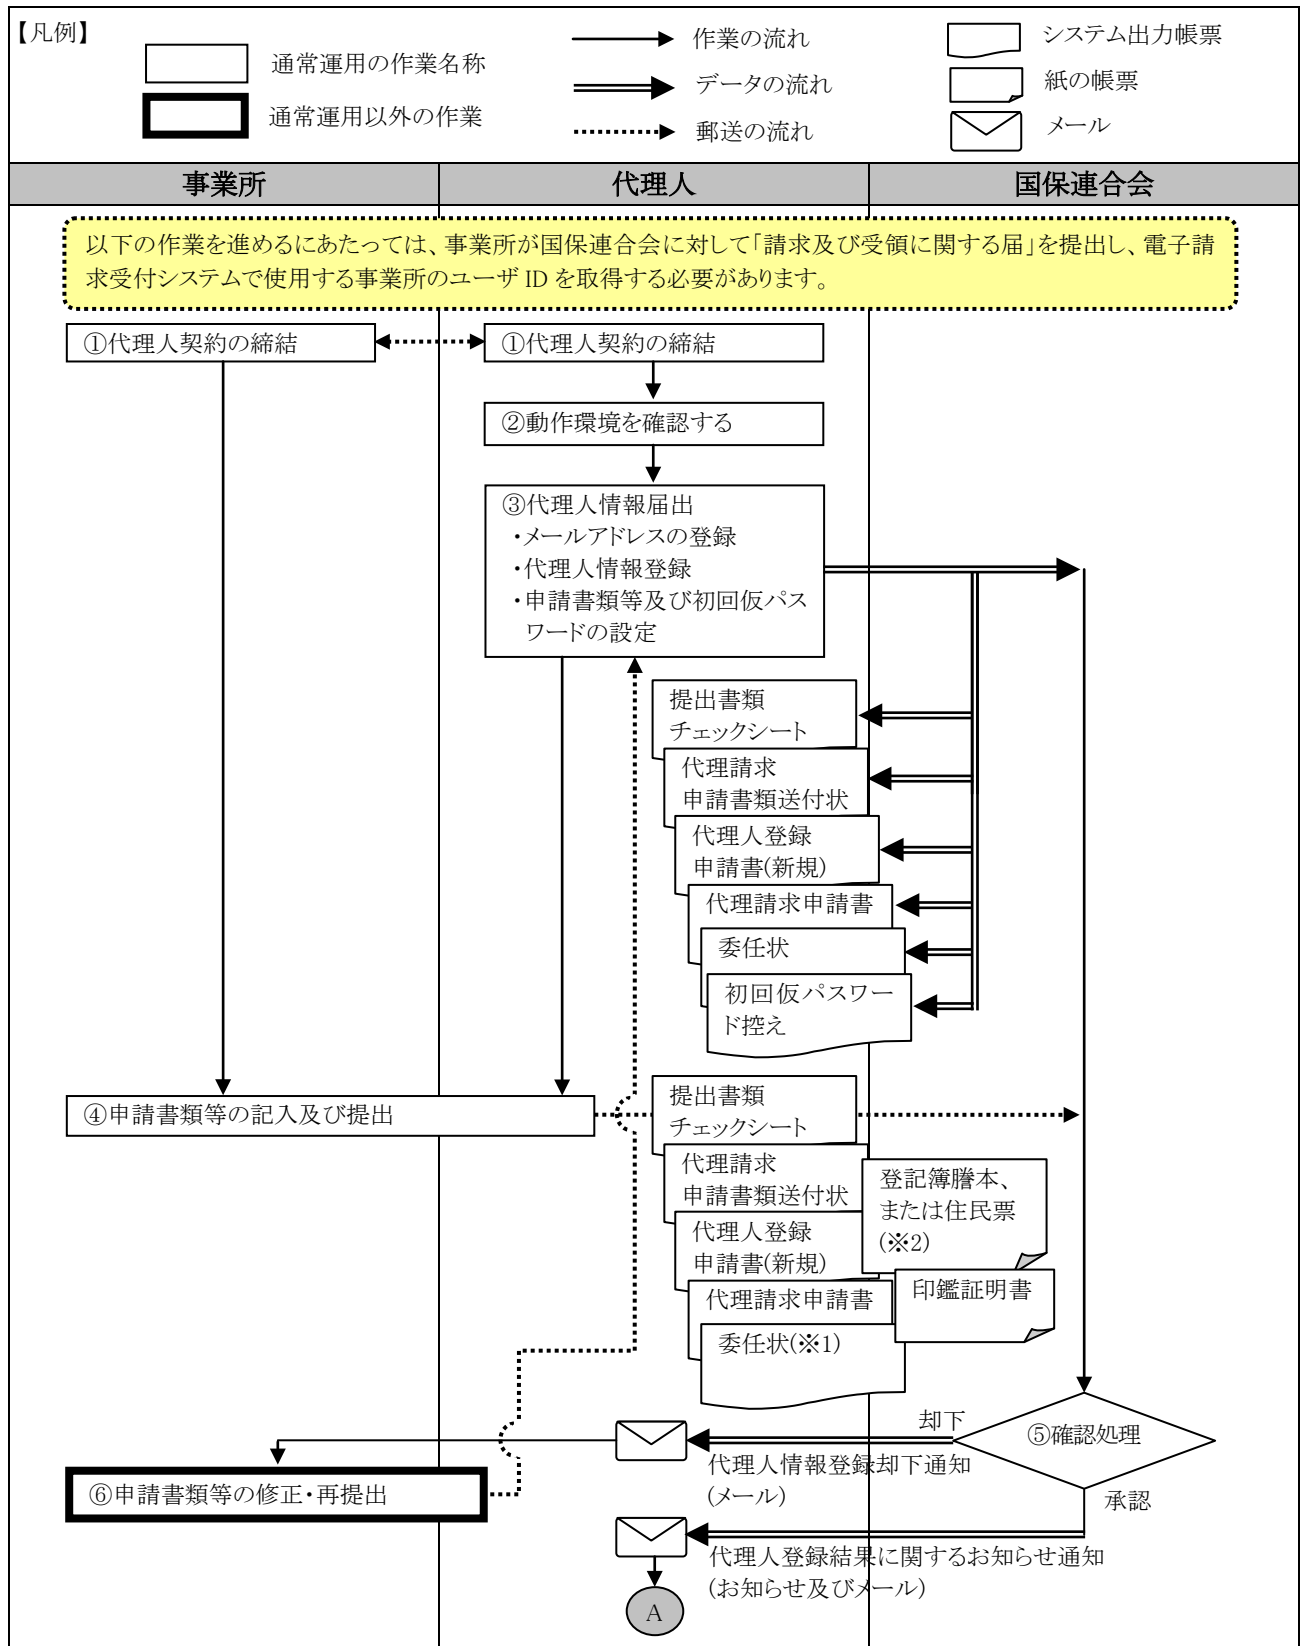 【凡例】
通常運用の作業名称
通常運用以外の作業
作業の流れ
データの流れ
郵送の流れ
システム出力帳票
紙の帳票
メール
事業所
代理人
国保連合会
以下の作業を進めるにあたっては、事業所が国保連合会に対して「請求及び受領に関する届」を提出し、電子請
求受付システムで使用する事業所のユーザ ID を取得する必要があります。
①代理人契約の締結
①代理人契約の締結
②動作環境を確認する
③代理人情報届出
・メールアドレスの登録
・代理人情報登録
・申請書類等及び初回仮パス
ワードの設定
提出書類
チェックシート
代理請求
申請書類送付状
代理人登録
申請書(新規)
代理請求申請書
委任状
初回仮パスワー
ド控え
④申請書類等の記入及び提出
提出書類
チェックシート
代理請求
申請書類送付状
代理人登録
申請書(新規)
代理請求申請書
委任状(※1)
登記簿謄本、
または住民票
(※2)
印鑑証明書
却下
⑤確認処理
代理人情報登録却下通知
(メール)
⑥申請書類等の修正・再提出
承認
代理人登録結果に関するお知らせ通知
(お知らせ及びメール)
A